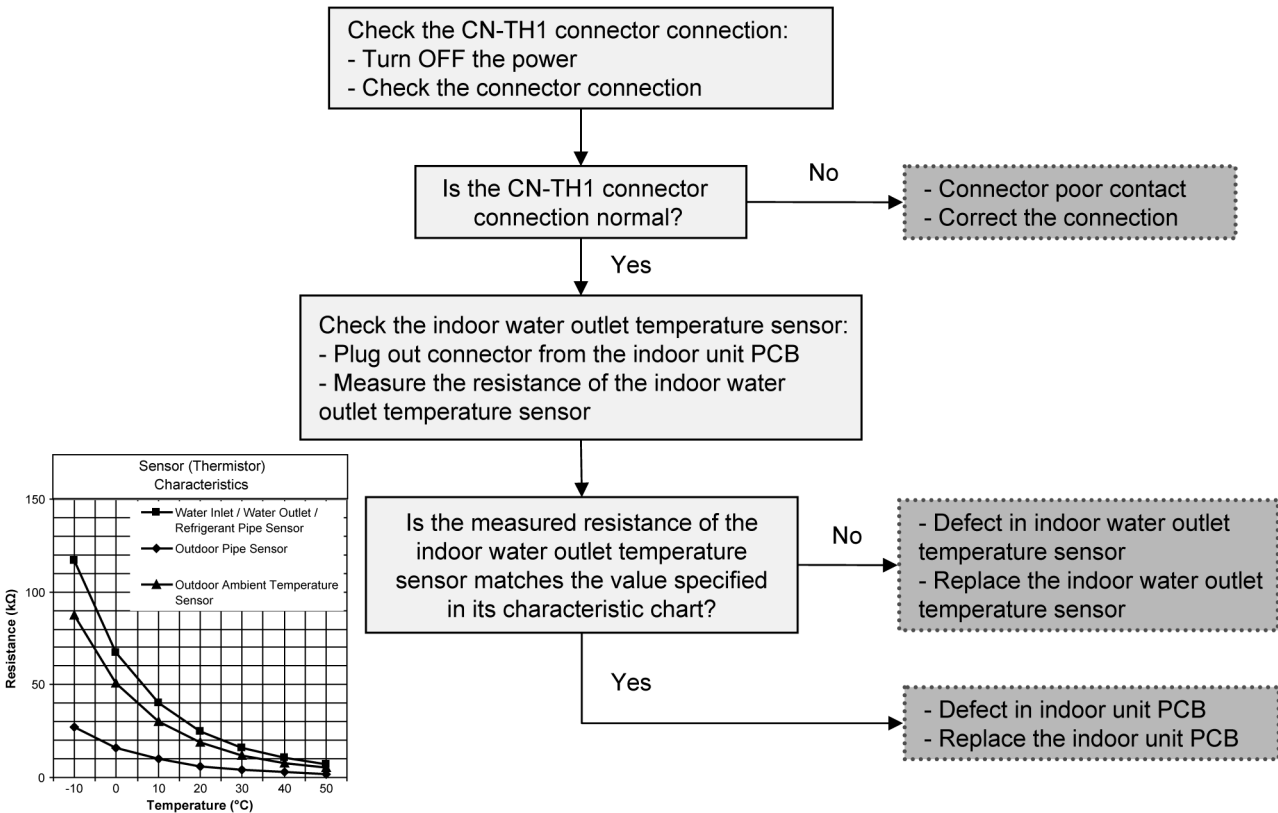 Check the CN-TH1 connector connection:
- Turn OFF the power
- Check the connector connection
Is the CN-TH1 connector
connection normal?
No
- Connector poor contact
- Correct the connection
Yes
Check the indoor water outlet temperature sensor:
- Plug out connector from the indoor unit PCB
- Measure the resistance of the indoor water
outlet temperature sensor
Is the measured resistance of the
indoor water outlet temperature
sensor matches the value specified
in its characteristic chart?
No
- Defect in indoor water outlet
temperature sensor
- Replace the indoor water outlet
temperature sensor
Yes
- Defect in indoor unit PCB
- Replace the indoor unit PCB
Sensor (Thermistor)
Characteristics
Water Inlet / Water Outlet /
Refrigerant Pipe Sensor
Outdoor Pipe Sensor
Outdoor Ambient Temperature
Sensor
Resistance (kΩ)
150
100
50
0
-10 0 10 20 30 40 50
Temperature (°C)